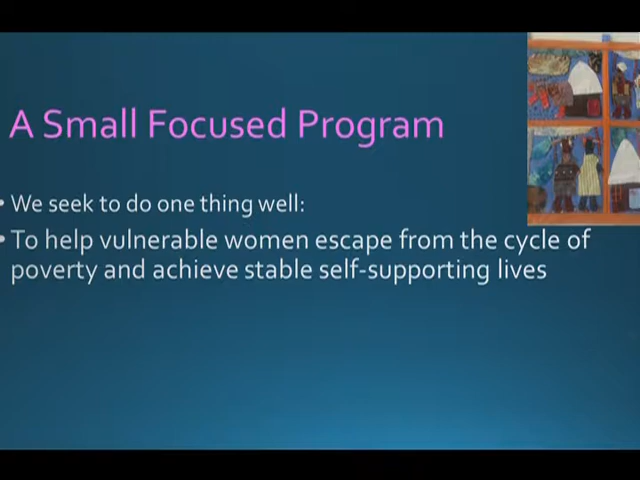 A Small Focused Program
• We seek to do one thing well:
• To help vulnerable women escape from the cycle of
poverty and achieve stable self-supporting lives